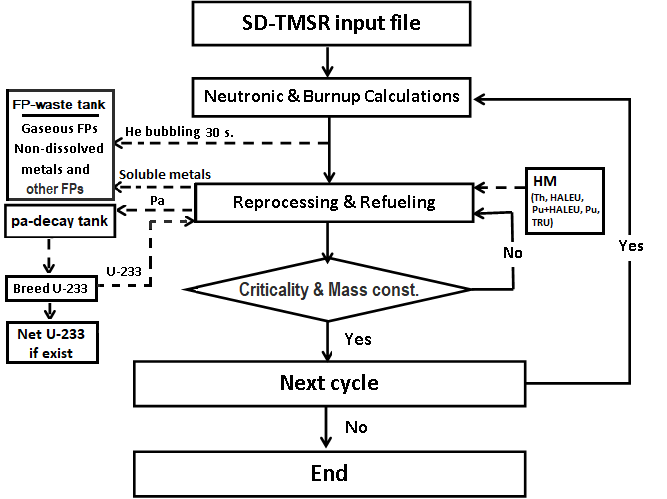 SD-TMSR input file
Neutronic & Burnup Calculations
FP-waste tank
Gaseous FPs
Non-dissolved
metals and
other FPs
He bubbling 30 s.
Soluble metals
Reprocessing & Refueling
HM
(Th, HALEU,
Pu+HALEU, Pu,
TRU)
Pa
pa-decay tank
U-233
No
Yes
Breed U-233
Criticality & Mass const.
Net U-233
if exist
Yes
Next cycle
No
End